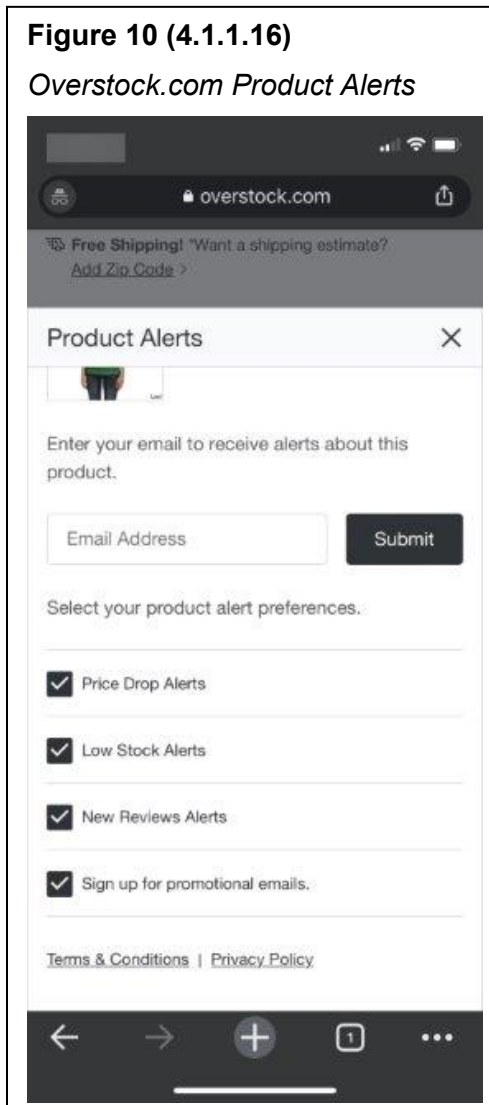 Figure 10 (4.1.1.16)
Overstock.com Product Alerts
overstock.com
Free Shipping! *Want a shipping estimate?
Add Zip Code >
Product Alerts
Enter your email to receive alerts about this
product.
Email Address
Submit
Select your product alert preferences.
Price Drop Alerts
Low Stock Alerts
New Reviews Alerts
Sign up for promotional emails.
Terms & Conditions | Privacy Policy
1